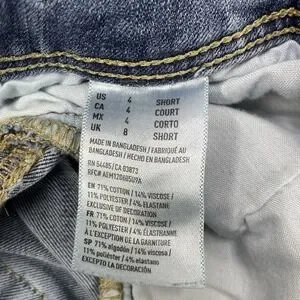 US 4 SHORT
CA 4 COURT
MX 4 CORTO
UK 8 SHORT
MADE IN BANGLADESH / FABRIQUÉ AU
BANGLADESH / HECHO EN BANGLADESH
RN 54485/CA 03873
EN 71% COTTON / 14% VISCOSE /
11% POLYESTER / 4% ELASTANE
EXCLUSIVE OF DECORATION
FR 71% COTON / 14% VISCOSE /
11% POLYESTER / 4% ÉLASTHANNE
À L'EXCEPTION DE LA GARNITURE
SP 71% algodón / 14% viscosa /
11% poliéster / 4% elastano
EXCEPTO LA DECORACIÓN